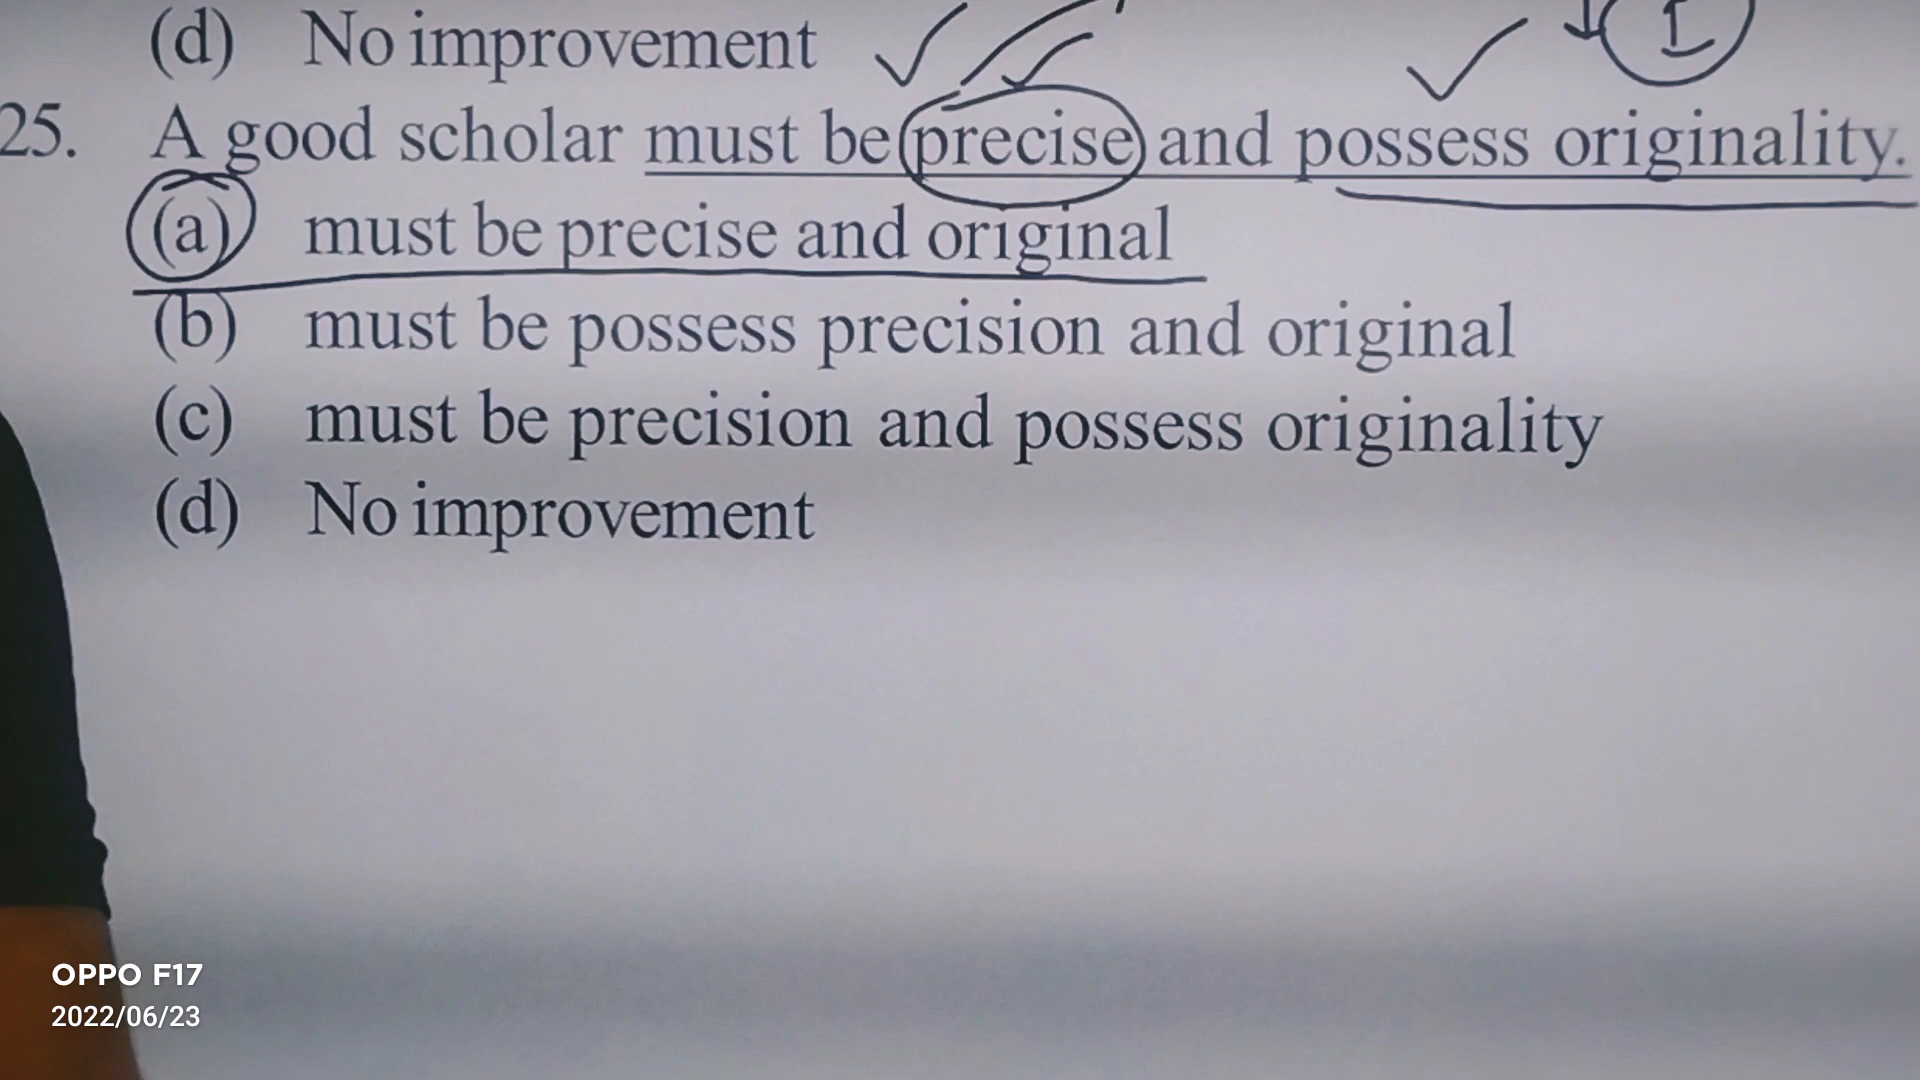 (d) No improvement
I
25. A good scholar must be precise and possess originality.
(a) must be precise and original
(b) must be possess precision and original
(c) must be precision and possess originality
(d) No improvement
OPPO F17
2022/06/23